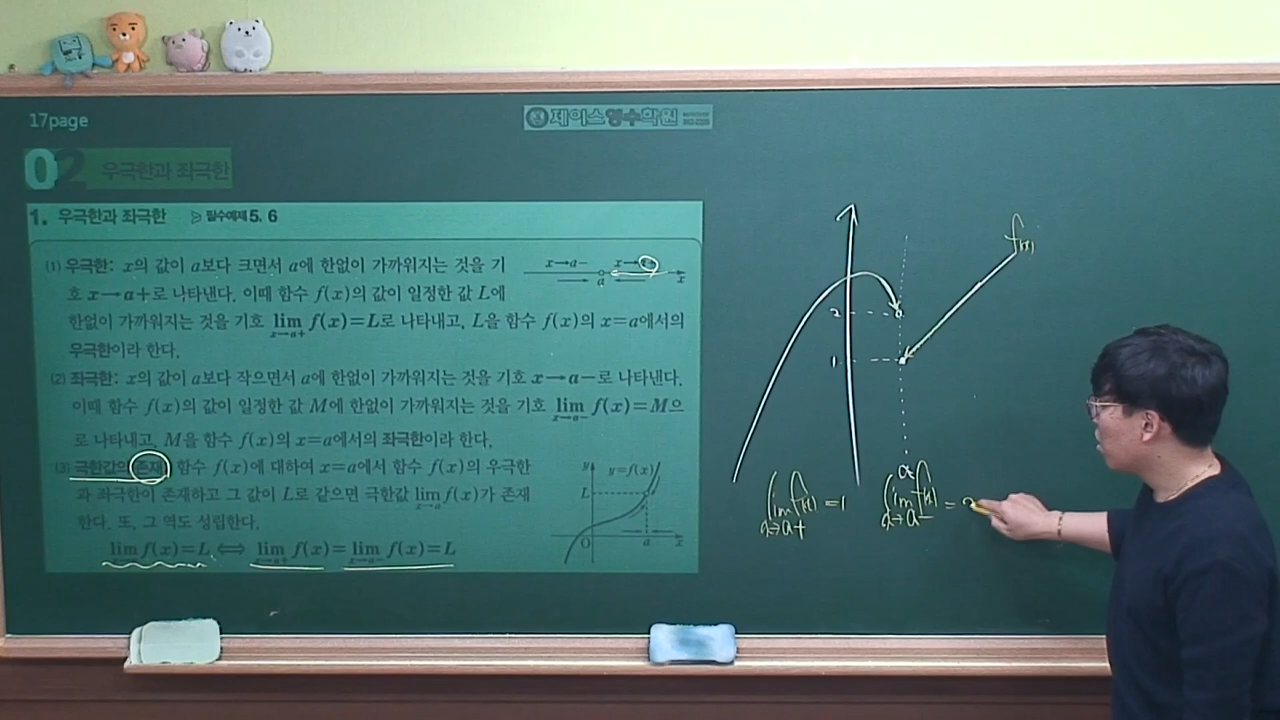 17page
제이스영수학원
02 우극한과 좌극한
1. 우극한과 좌극한 ▷ 필수예제 5, 6
(1) 우극한: x의 값이 a보다 크면서 a에 한없이 가까워지는 것을 기
호 x→a+로 나타낸다. 이때 함수 f(x)의 값이 일정한 값 L에
한없이 가까워지는 것을 기호 lim x→a+ f(x)=L로 나타내고, L을 함수 f(x)의 x=a에서의
우극한이라 한다.
x→a− x→
a x
(2) 좌극한: x의 값이 a보다 작으면서 a에 한없이 가까워지는 것을 기호 x→a−로 나타낸다.
이때 함수 f(x)의 값이 일정한 값 M에 한없이 가까워지는 것을 기호 lim x→a− f(x)=M으
로 나타내고, M을 함수 f(x)의 x=a에서의 좌극한이라 한다.
(3) 극한값의 존재: 함수 f(x)에 대하여 x=a에서 함수 f(x)의 우극한
과 좌극한이 존재하고 그 값이 L로 같으면 극한값 lim x→a f(x)가 존재
한다. 또, 그 역도 성립한다.
lim f(x)=L ⟺ lim x→a+ f(x)=lim x→a− f(x)=L
y y=f(x)
L
O a x
f(x)
2
1
a
lim x→a+ f(x) =1 lim x→a− f(x) = 2